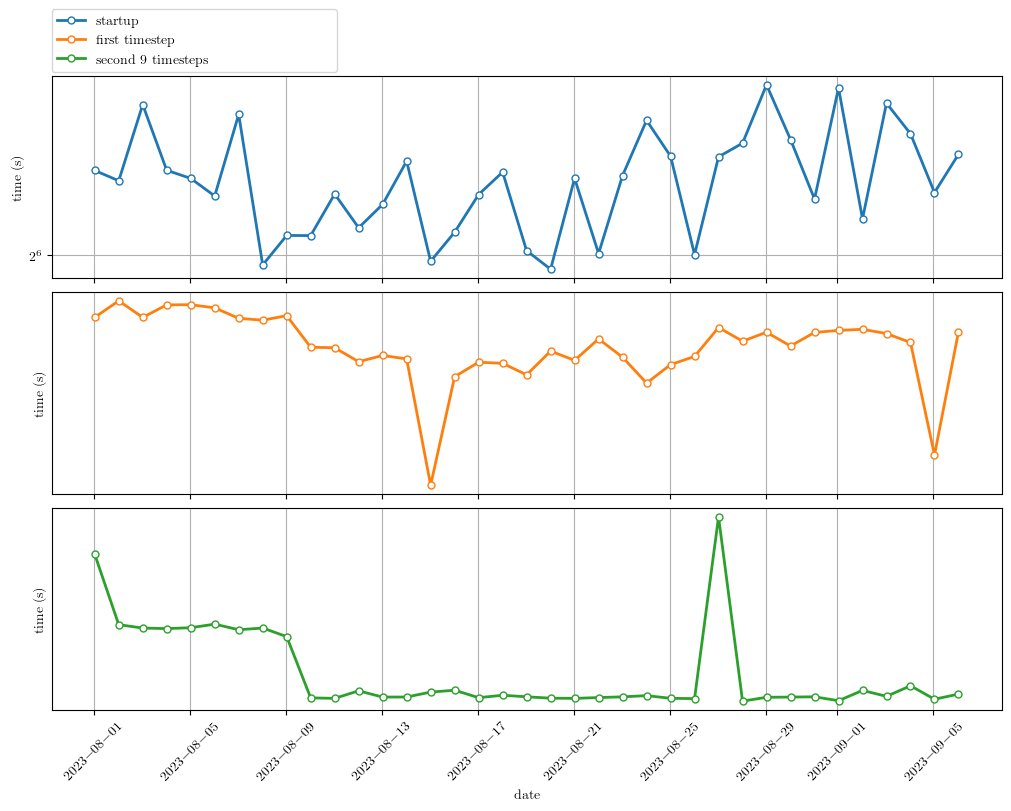 startup
first timestep
second 9 timesteps
time (s)
2^6
time (s)
time (s)
2023−08−01
2023−08−05
2023−08−09
2023−08−13
2023−08−17
2023−08−21
2023−08−25
2023−08−29
2023−09−01
2023−09−05
date